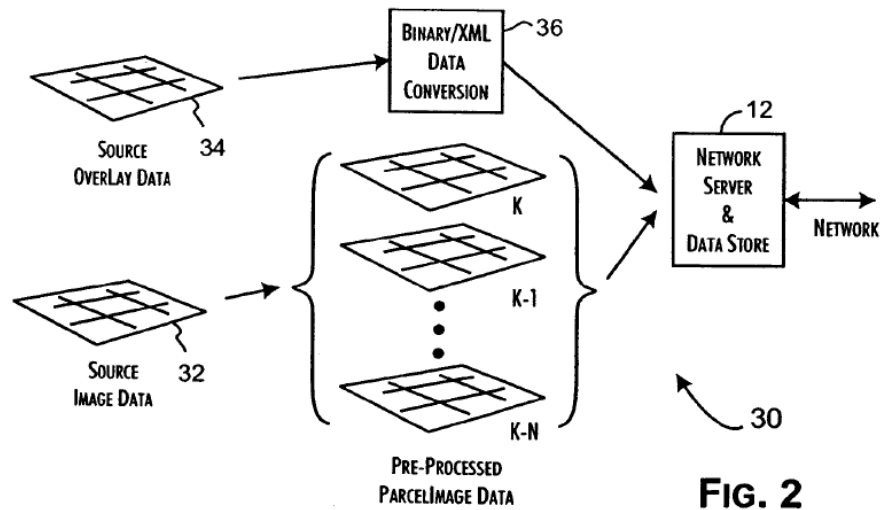 BINARY/XML
DATA
CONVERSION
36
34
SOURCE
OVERLAY DATA
12
NETWORK
SERVER
&
DATA STORE
NETWORK
K
K-1
K-N
32
SOURCE
IMAGE DATA
PRE-PROCESSED
PARCELIMAGE DATA
30
FIG. 2